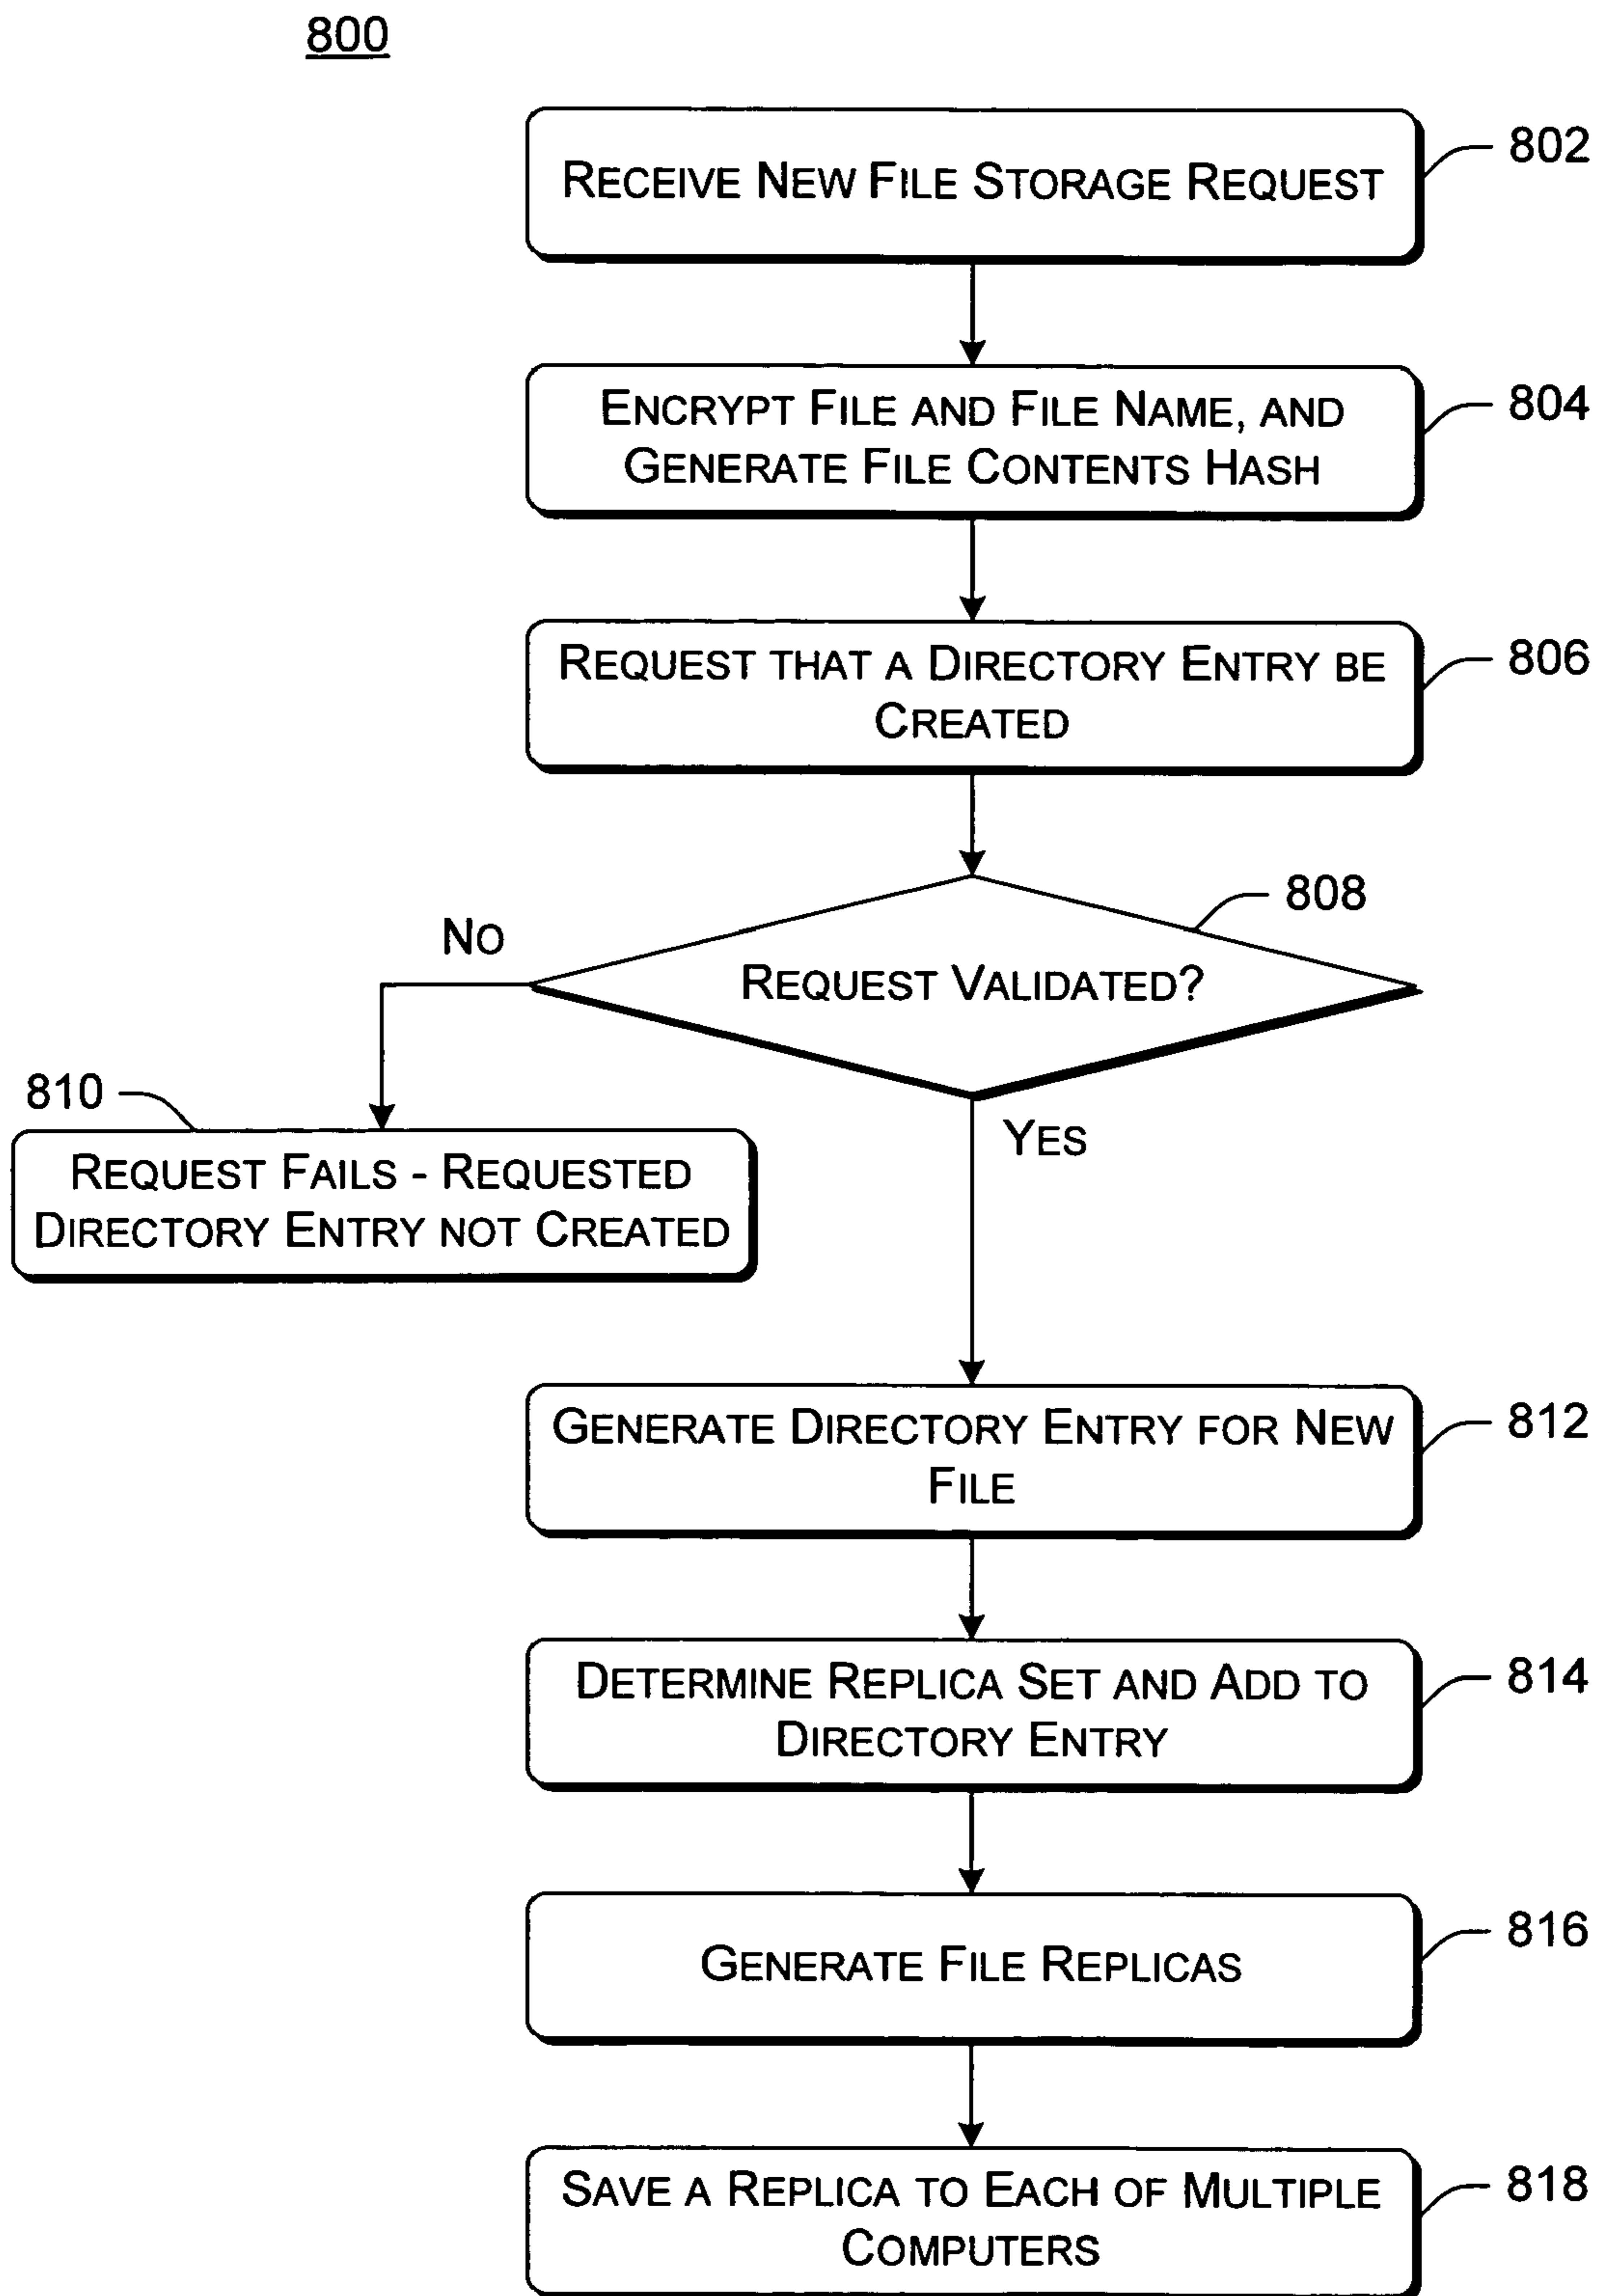 800
RECEIVE NEW FILE STORAGE REQUEST
802
ENCRYPT FILE AND FILE NAME, AND
GENERATE FILE CONTENTS HASH
804
REQUEST THAT A DIRECTORY ENTRY BE
CREATED
806
808
NO
REQUEST VALIDATED?
810
YES
REQUEST FAILS - REQUESTED
DIRECTORY ENTRY NOT CREATED
GENERATE DIRECTORY ENTRY FOR NEW
FILE
812
DETERMINE REPLICA SET AND ADD TO
DIRECTORY ENTRY
814
GENERATE FILE REPLICAS
816
SAVE A REPLICA TO EACH OF MULTIPLE
COMPUTERS
818